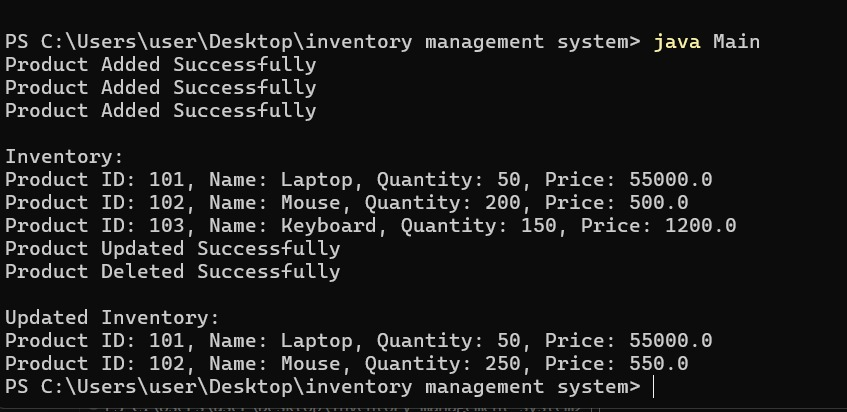 PS C:\Users\user\Desktop\inventory management system> java Main
Product Added Successfully
Product Added Successfully
Product Added Successfully
Inventory:
Product ID: 101, Name: Laptop, Quantity: 50, Price: 55000.0
Product ID: 102, Name: Mouse, Quantity: 200, Price: 500.0
Product ID: 103, Name: Keyboard, Quantity: 150, Price: 1200.0
Product Updated Successfully
Product Deleted Successfully
Updated Inventory:
Product ID: 101, Name: Laptop, Quantity: 50, Price: 55000.0
Product ID: 102, Name: Mouse, Quantity: 250, Price: 550.0
PS C:\Users\user\Desktop\inventory management system>